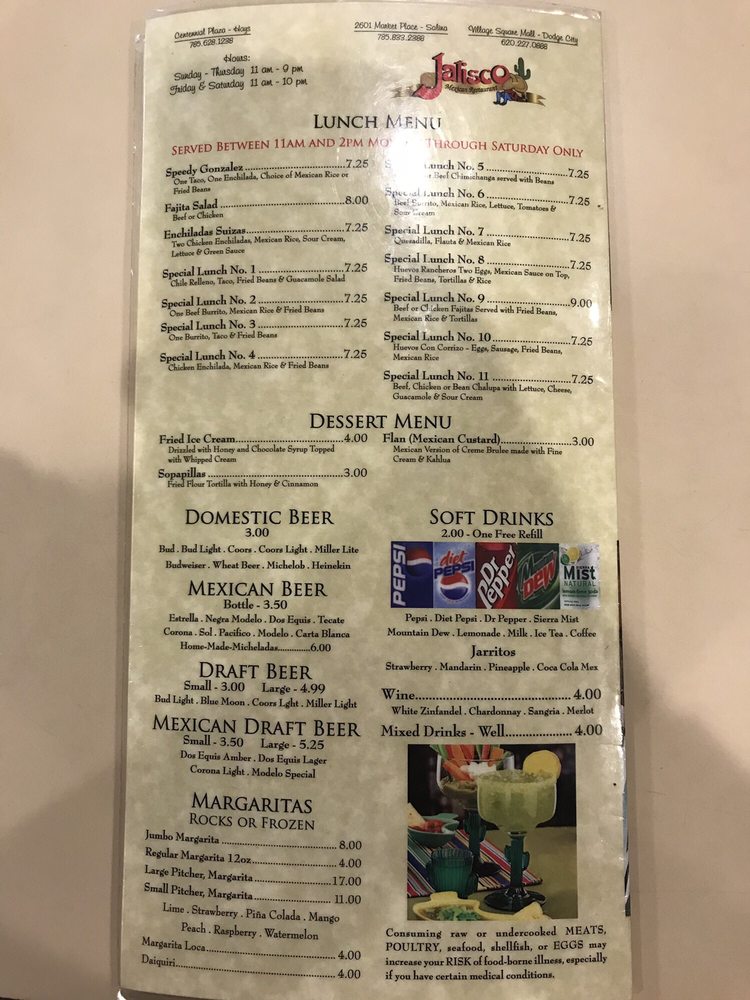 Centennial Plaza - Hays
785.628.1238
2601 Market Place - Salina
785.833.2388
Village Square Mall - Dodge City
620.227.0888
Hours:
Sunday - Thursday 11 am - 9 pm
Friday & Saturday 11 am - 10 pm
Jalisco
Mexican Restaurant
LUNCH MENU
SERVED BETWEEN 11AM AND 2PM THROUGH SATURDAY ONLY
Speedy Gonzalez 7.25
One Taco, One Enchilada, Choice of Mexican Rice or
Fried Beans
Fajita Salad 8.00
Beef or Chicken
Enchiladas Suizas 7.25
Two Chicken Enchiladas, Mexican Rice, Sour Cream,
Lettuce & Green Sauce
Special Lunch No. 1 7.25
Chile Relleno, Taco, Fried Beans & Guacamole Salad
Special Lunch No. 2 7.25
One Beef Burrito, Mexican Rice & Fried Beans
Special Lunch No. 3 7.25
One Burrito, Taco & Fried Beans
Special Lunch No. 4 7.25
Chicken Enchilada, Mexican Rice & Fried Beans
Lunch No. 5 7.25
or Beef Chimichanga served with Beans
Special Lunch No. 6 7.25
Beef Burrito, Mexican Rice, Lettuce, Tomatoes &
Sour Cream
Special Lunch No. 7 7.25
Quesadilla, Flauta & Mexican Rice
Special Lunch No. 8 7.25
Huevos Rancheros Two Eggs, Mexican Sauce on Top,
Fried Beans, Tortillas & Rice
Special Lunch No. 9 9.00
Beef or Chicken Fajitas Served with Fried Beans,
Mexican Rice & Tortillas
Special Lunch No. 10 7.25
Huevos Con Corrizo - Eggs, Sausage, Fried Beans,
Mexican Rice
Special Lunch No. 11 7.25
Beef, Chicken or Bean Chalupa with Lettuce, Cheese,
Guacamole & Sour Cream
DESSERT MENU
Fried Ice Cream 4.00
Drizzled with Honey and Chocolate Syrup Topped
with Whipped Cream
Sopapillas 3.00
Fried Flour Tortilla with Honey & Cinnamon
Flan (Mexican Custard) 3.00
Mexican Version of Creme Brulee made with Fine
Cream & Kahlua
DOMESTIC BEER
3.00
Bud . Bud Light . Coors . Coors Light . Miller Lite
Budweiser . Wheat Beer . Michelob . Heinekin
MEXICAN BEER
Bottle - 3.50
Estrella . Negra Modelo . Dos Equis . Tecate
Corona . Sol . Pacifico . Modelo . Carta Blanca
Home-Made-Micheladas 6.00
DRAFT BEER
Small - 3.00 Large - 4.99
Bud Light . Blue Moon . Coors Lght . Miller Light
MEXICAN DRAFT BEER
Small - 3.50 Large - 5.25
Dos Equis Amber . Dos Equis Lager
Corona Light . Modelo Special
MARGARITAS
ROCKS OR FROZEN
Jumbo Margarita 8.00
Regular Margarita 12oz 4.00
Large Pitcher, Margarita 17.00
Small Pitcher, Margarita 11.00
Lime . Strawberry . Piña Colada . Mango
Peach . Raspberry . Watermelon
Margarita Loca 4.00
Daiquiri 4.00
SOFT DRINKS
2.00 - One Free Refill
PEPSI
diet PEPSI
Dr Pepper
Mtn Dew
Mist
NATURAL
lemon-lime soda
Pepsi . Diet Pepsi . Dr Pepper . Sierra Mist
Mountain Dew . Lemonade . Milk . Ice Tea . Coffee
Jarritos
Strawberry . Mandarin . Pineapple . Coca Cola Mex
Wine 4.00
White Zinfandel . Chardonnay . Sangria . Merlot
Mixed Drinks - Well 4.00
Consuming raw or undercooked MEATS,
POULTRY, seafood, shellfish, or EGGS may
increase your RISK of food-borne illness, especially
if you have certain medical conditions.